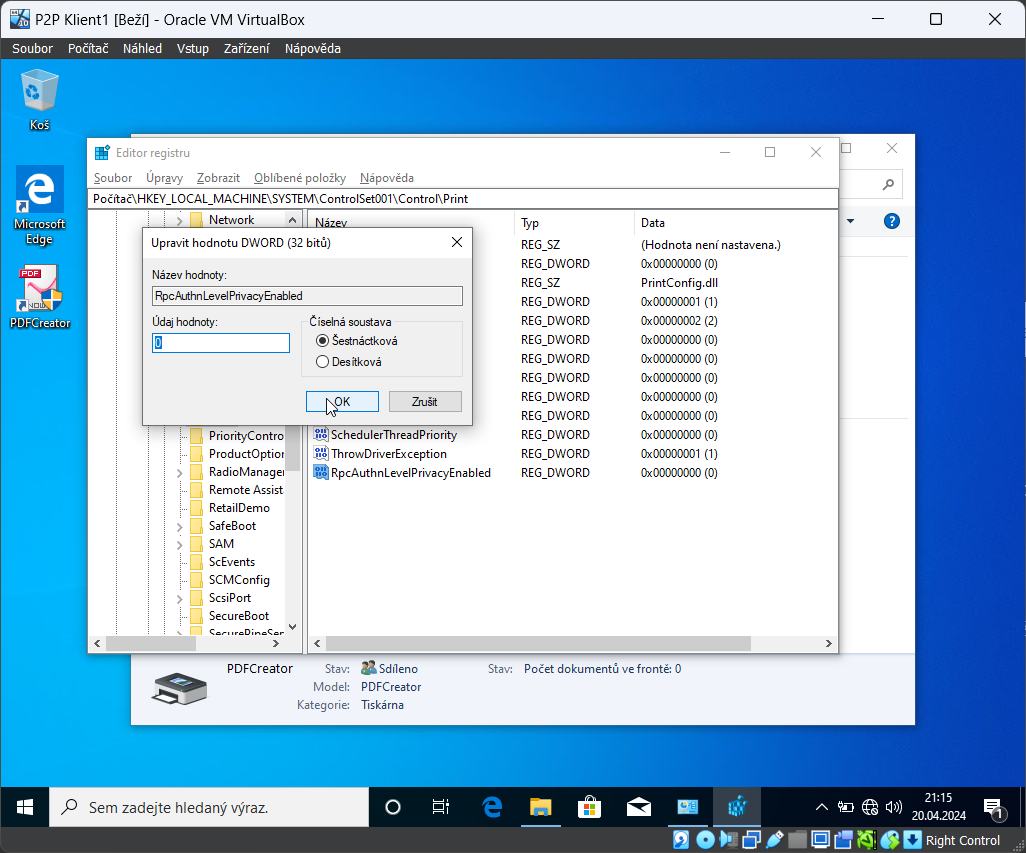 P2P Klient1 [Beží] - Oracle VM VirtualBox
Soubor Počítač Náhled Vstup Zařízení Nápověda
Koš
Microsoft
Edge
PDF
NOW
PDFCreator
Editor registru
Soubor Úpravy Zobrazit Oblíbené položky Nápověda
Počítač\HKEY_LOCAL_MACHINE\SYSTEM\ControlSet001\Control\Print
Network
Název Typ Data
REG_SZ (Hodnota není nastavena.)
REG_DWORD 0x00000000 (0)
REG_SZ PrintConfig.dll
REG_DWORD 0x00000001 (1)
REG_DWORD 0x00000002 (2)
REG_DWORD 0x00000000 (0)
REG_DWORD 0x00000000 (0)
REG_DWORD 0x00000000 (0)
REG_DWORD 0x00000000 (0)
REG_DWORD 0x00000000 (0)
SchedulerThreadPriority REG_DWORD 0x00000000 (0)
ThrowDriverException REG_DWORD 0x00000001 (1)
RpcAuthnLevelPrivacyEnabled REG_DWORD 0x00000000 (0)
Upravit hodnotu DWORD (32 bitů)
Název hodnoty:
RpcAuthnLevelPrivacyEnabled
Údaj hodnoty:
0
Číselná soustava
Šestnáctková
Desítková
OK Zrušit
PriorityContro
ProductOption
RadioManager
Remote Assist
RetailDemo
SafeBoot
SAM
ScEvents
SCMConfig
ScsiPort
SecureBoot
SecurePipeSer
PDFCreator Stav: Sdíleno Stav: Počet dokumentů ve frontě: 0
Model: PDFCreator
Kategorie: Tiskárna
Sem zadejte hledaný výraz.
21:15
20.04.2024
1
Right Control